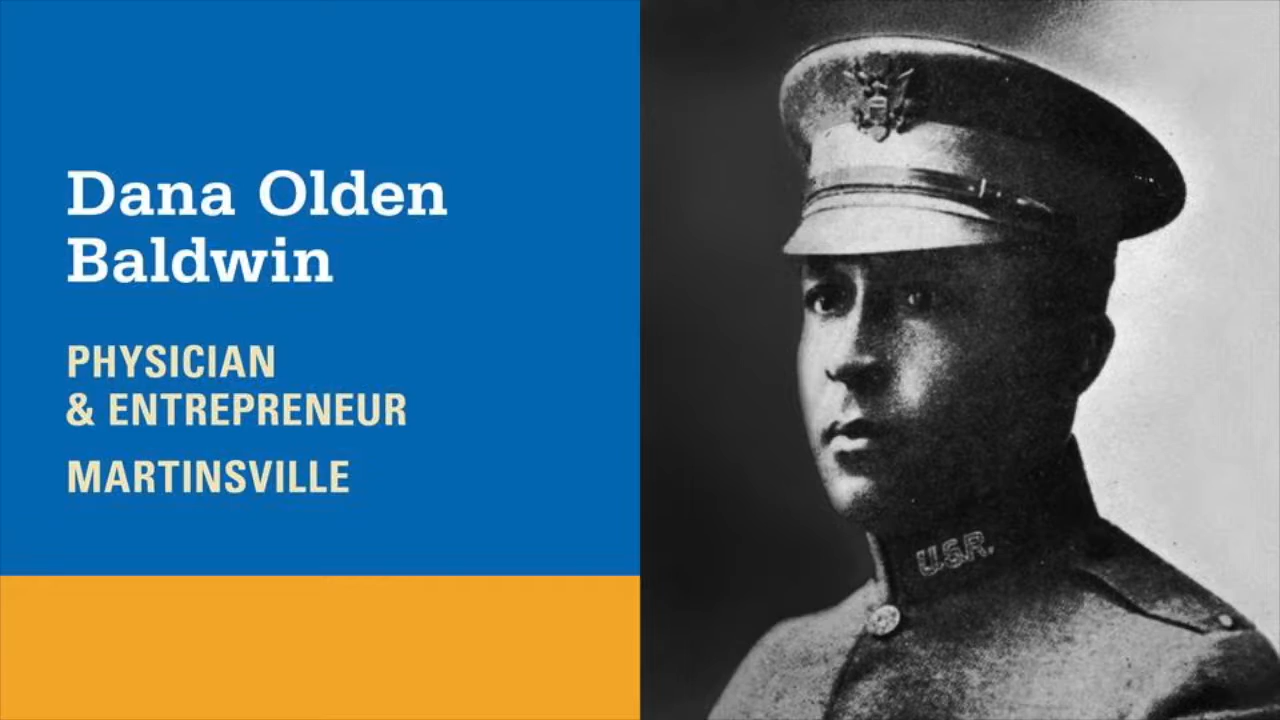 Dana Olden
Baldwin
PHYSICIAN
& ENTREPRENEUR
MARTINSVILLE
U.S.R.